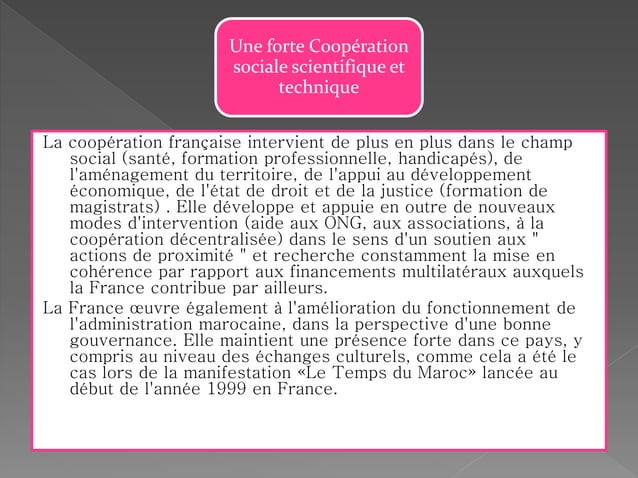 Une forte Coopération
sociale scientifique et
technique
La coopération française intervient de plus en plus dans le champ
social (santé, formation professionnelle, handicapés), de
l'aménagement du territoire, de l'appui au développement
économique, de l'état de droit et de la justice (formation de
magistrats) . Elle développe et appuie en outre de nouveaux
modes d'intervention (aide aux ONG, aux associations, à la
coopération décentralisée) dans le sens d'un soutien aux "
actions de proximité " et recherche constamment la mise en
cohérence par rapport aux financements multilatéraux auxquels
la France contribue par ailleurs.
La France œuvre également à l'amélioration du fonctionnement de
l'administration marocaine, dans la perspective d'une bonne
gouvernance. Elle maintient une présence forte dans ce pays, y
compris au niveau des échanges culturels, comme cela a été le
cas lors de la manifestation «Le Temps du Maroc» lancée au
début de l'année 1999 en France.